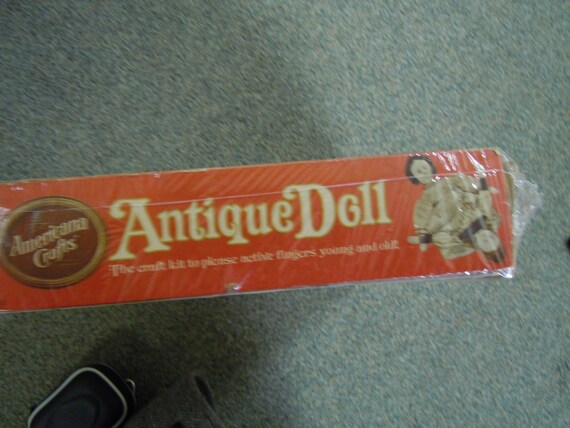 Americana
Crafts
Antique Doll
The craft kit to please active fingers young and old!